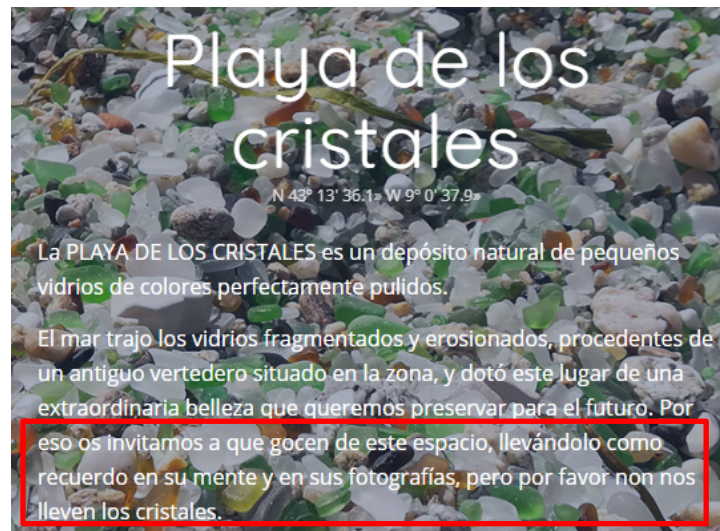 Playa de los
cristales
N 43º 13' 36.1» W 9º 0' 37.9»
La PLAYA DE LOS CRISTALES es un depósito natural de pequeños
vidrios de colores perfectamente pulidos.
El mar trajo los vidrios fragmentados y erosionados, procedentes de
un antiguo vertedero situado en la zona, y dotó este lugar de una
extraordinaria belleza que queremos preservar para el futuro. Por
eso os invitamos a que gocen de este espacio, llevándolo como
recuerdo en su mente y en sus fotografías, pero por favor non nos
lleven los cristales.